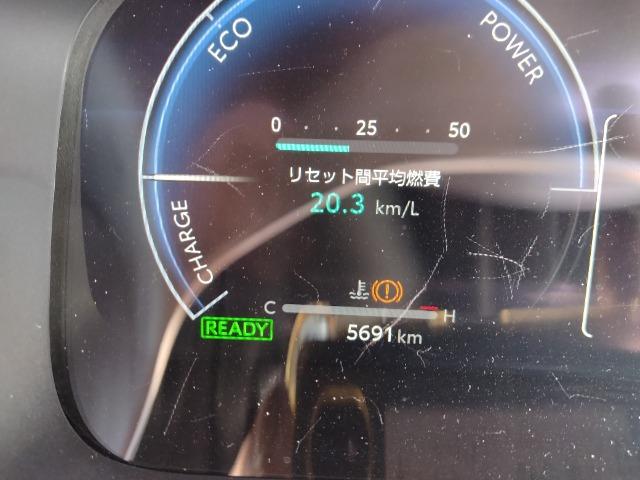 ECO
POWER
0 25 50
リセット間平均燃費
20.3 km/L
CHARGE
C H
READY
5691 km